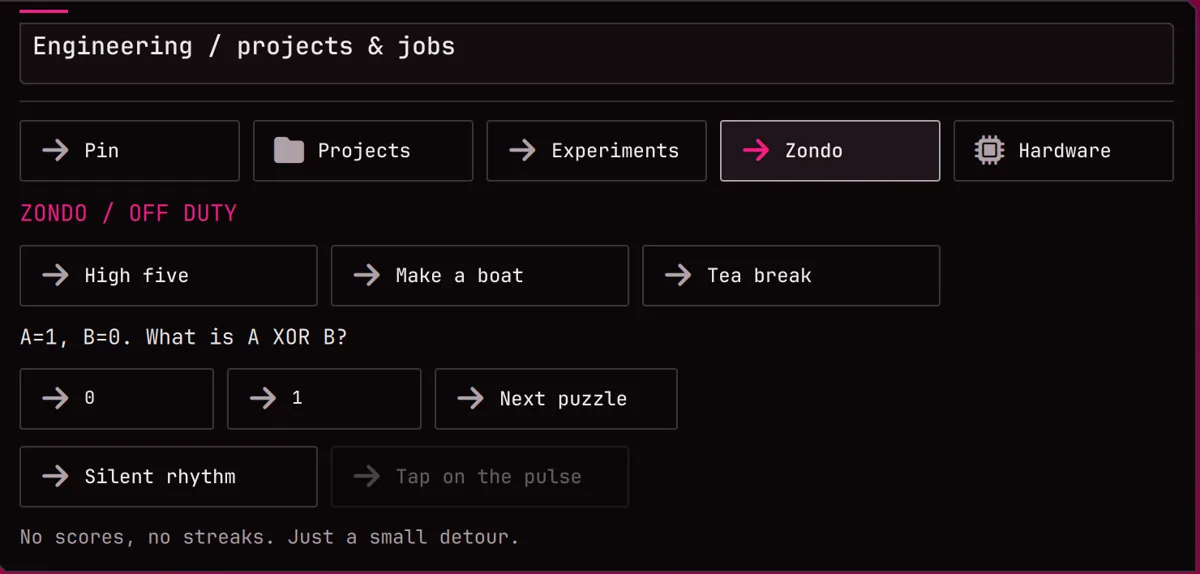 Engineering / projects & jobs
Pin Projects Experiments Zondo Hardware
ZONDO / OFF DUTY
High five Make a boat Tea break
A=1, B=0. What is A XOR B?
0 1 Next puzzle
Silent rhythm Tap on the pulse
No scores, no streaks. Just a small detour.